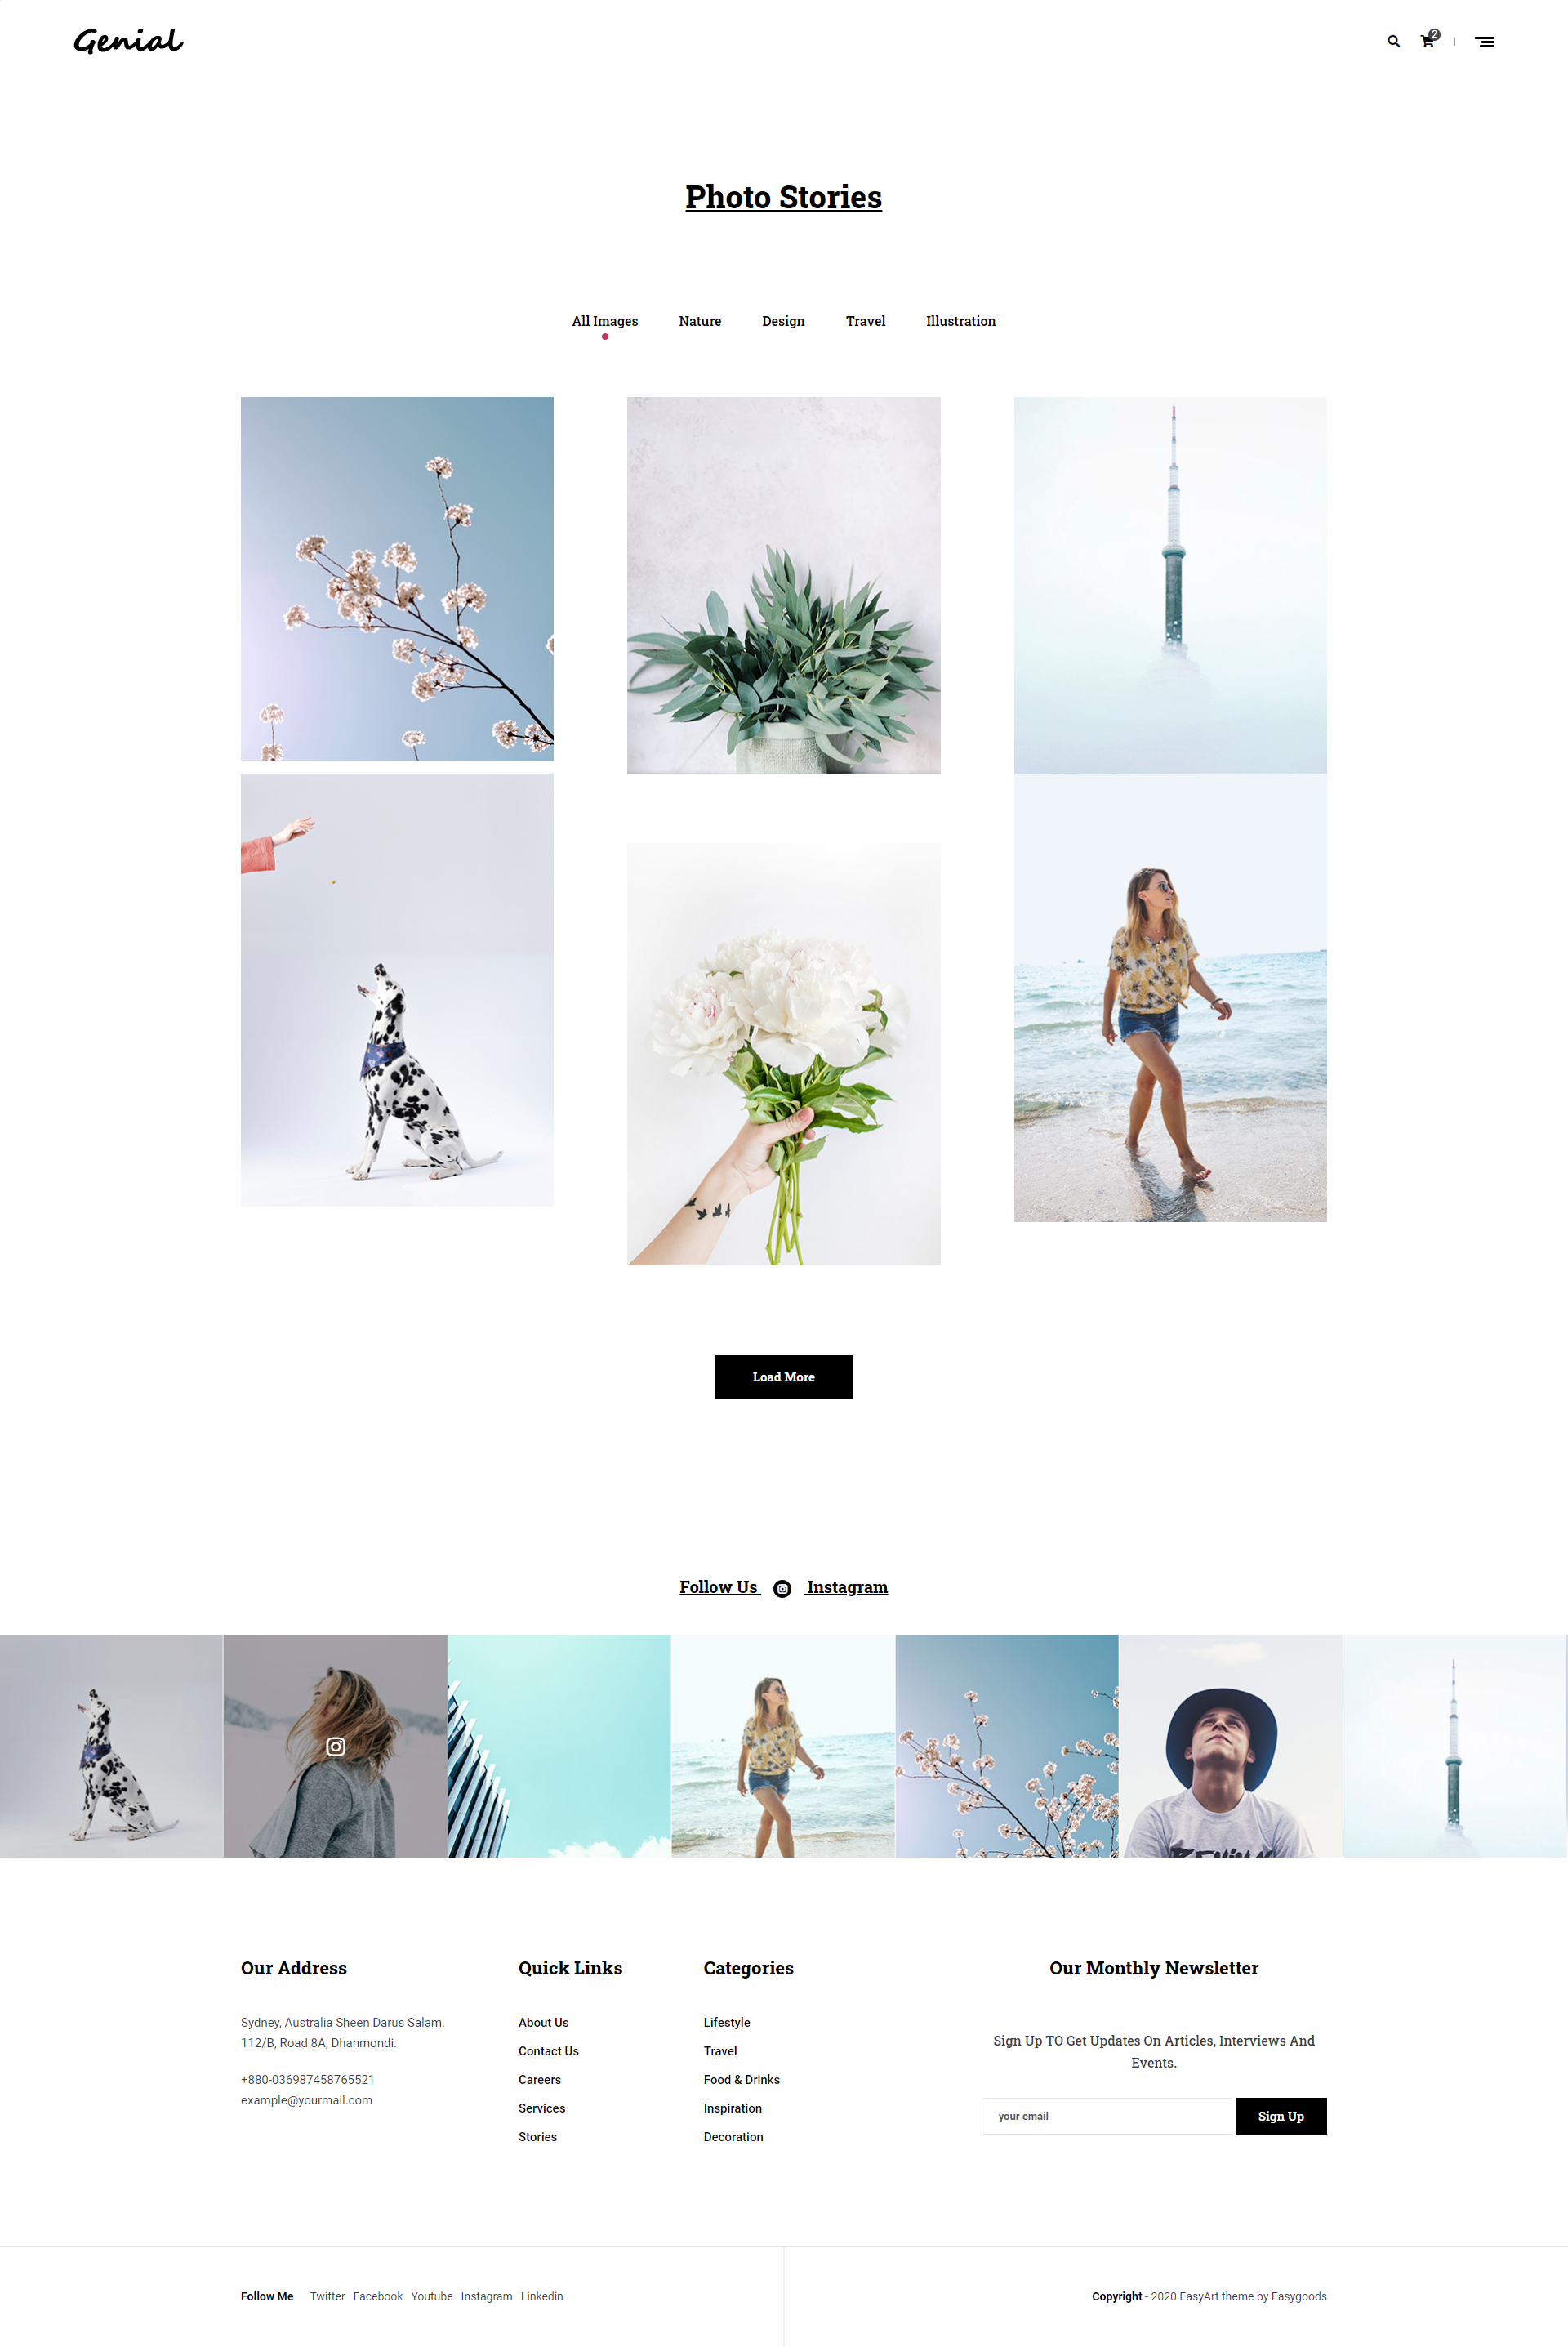 Genial
2
Photo Stories
All Images Nature Design Travel Illustration
Load More
Follow Us Instagram
Our Address
Sydney, Australia Sheen Darus Salam.
112/B, Road 8A, Dhanmondi.
+880-036987458765521
example@yourmail.com
Quick Links
About Us
Contact Us
Careers
Services
Stories
Categories
Lifestyle
Travel
Food & Drinks
Inspiration
Decoration
Our Monthly Newsletter
Sign Up TO Get Updates On Articles, Interviews And
Events.
your email
Sign Up
Follow Me Twitter Facebook Youtube Instagram Linkedin
Copyright - 2020 EasyArt theme by Easygoods